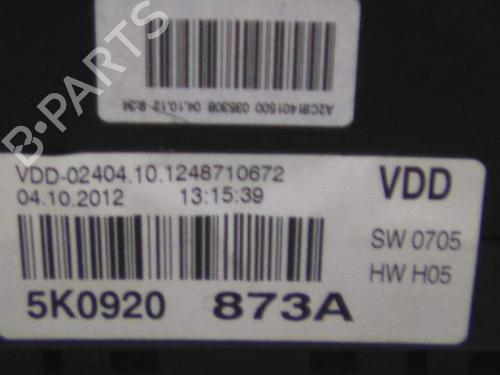 A2C81401500 035308 04.10.12 8:34
B-PARTS
VDD-02404.10.1248710672
VDD
04.10.2012 13:15:39
SW 0705
HW H05
5K0920 873A